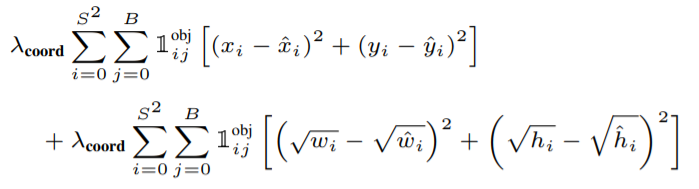 λ_coord ∑_{i=0}^{S^2} ∑_{j=0}^{B} 𝟙_{ij}^{obj} [(x_i − x̂_i)^2 + (y_i − ŷ_i)^2]
+ λ_coord ∑_{i=0}^{S^2} ∑_{j=0}^{B} 𝟙_{ij}^{obj} [(√w_i − √ŵ_i)^2 + (√h_i − √ĥ_i)^2]